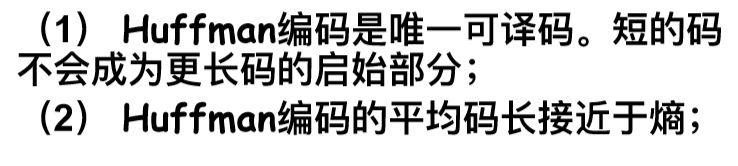 （1） Huffman编码是唯一可译码。短的码
不会成为更长码的启始部分；
（2） Huffman编码的平均码长接近于熵；